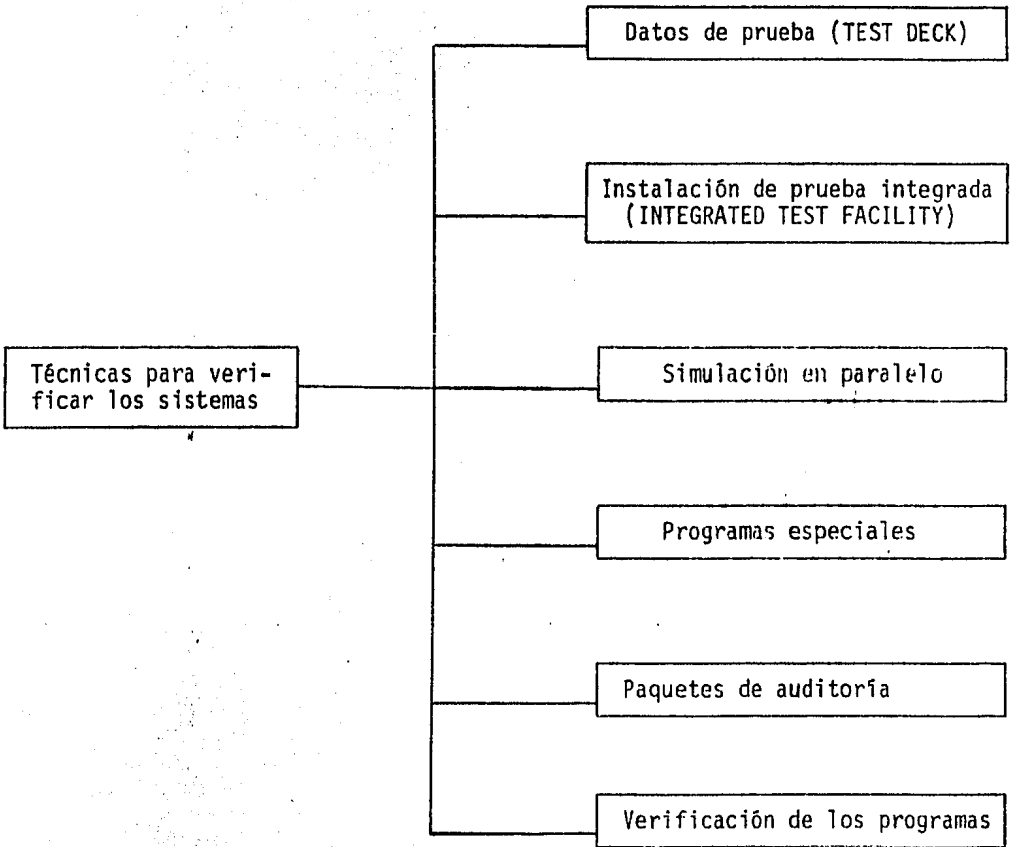 Datos de prueba (TEST DECK)
Instalación de prueba integrada
(INTEGRATED TEST FACILITY)
Técnicas para veri-
ficar los sistemas
Simulación en paralelo
Programas especiales
Paquetes de auditoría
Verificación de los programas